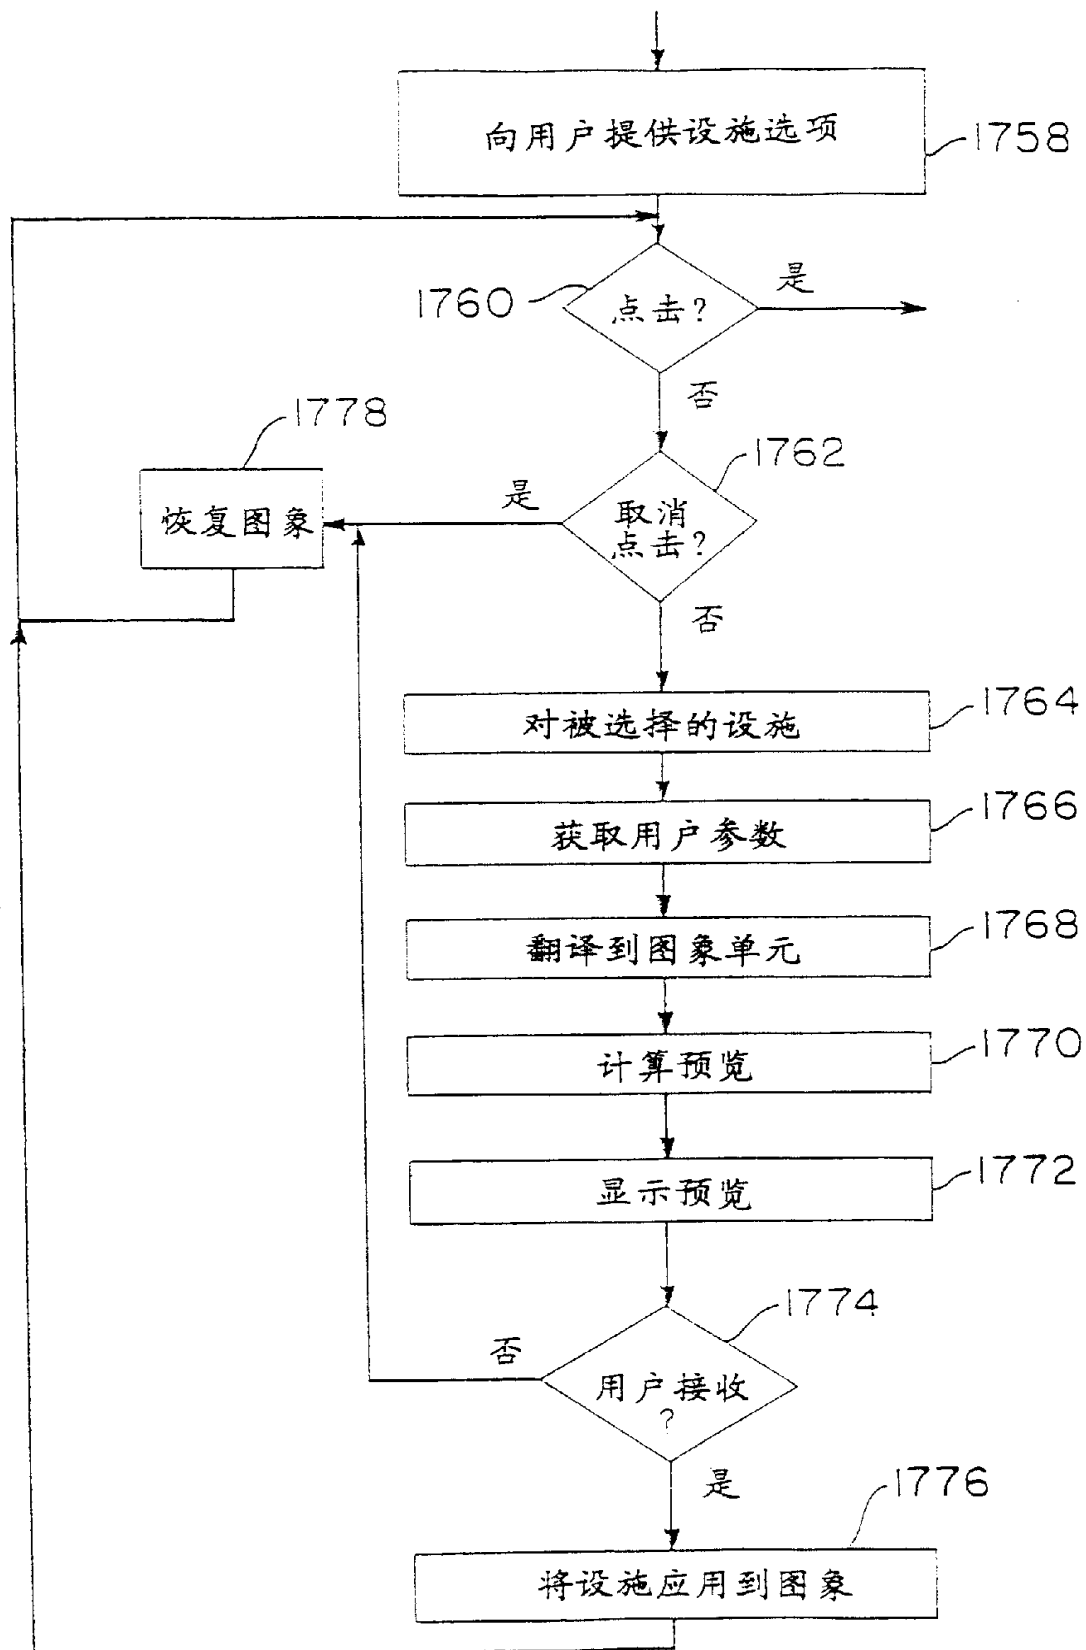 向用户提供设施选项
1758
1760
点击?
是
否
1778
1762
恢复图象
是
取消
点击?
否
1764
对被选择的设施
1766
获取用户参数
1768
翻译到图象单元
1770
计算预览
1772
显示预览
1774
否
用户接收
?
是
1776
将设施应用到图象